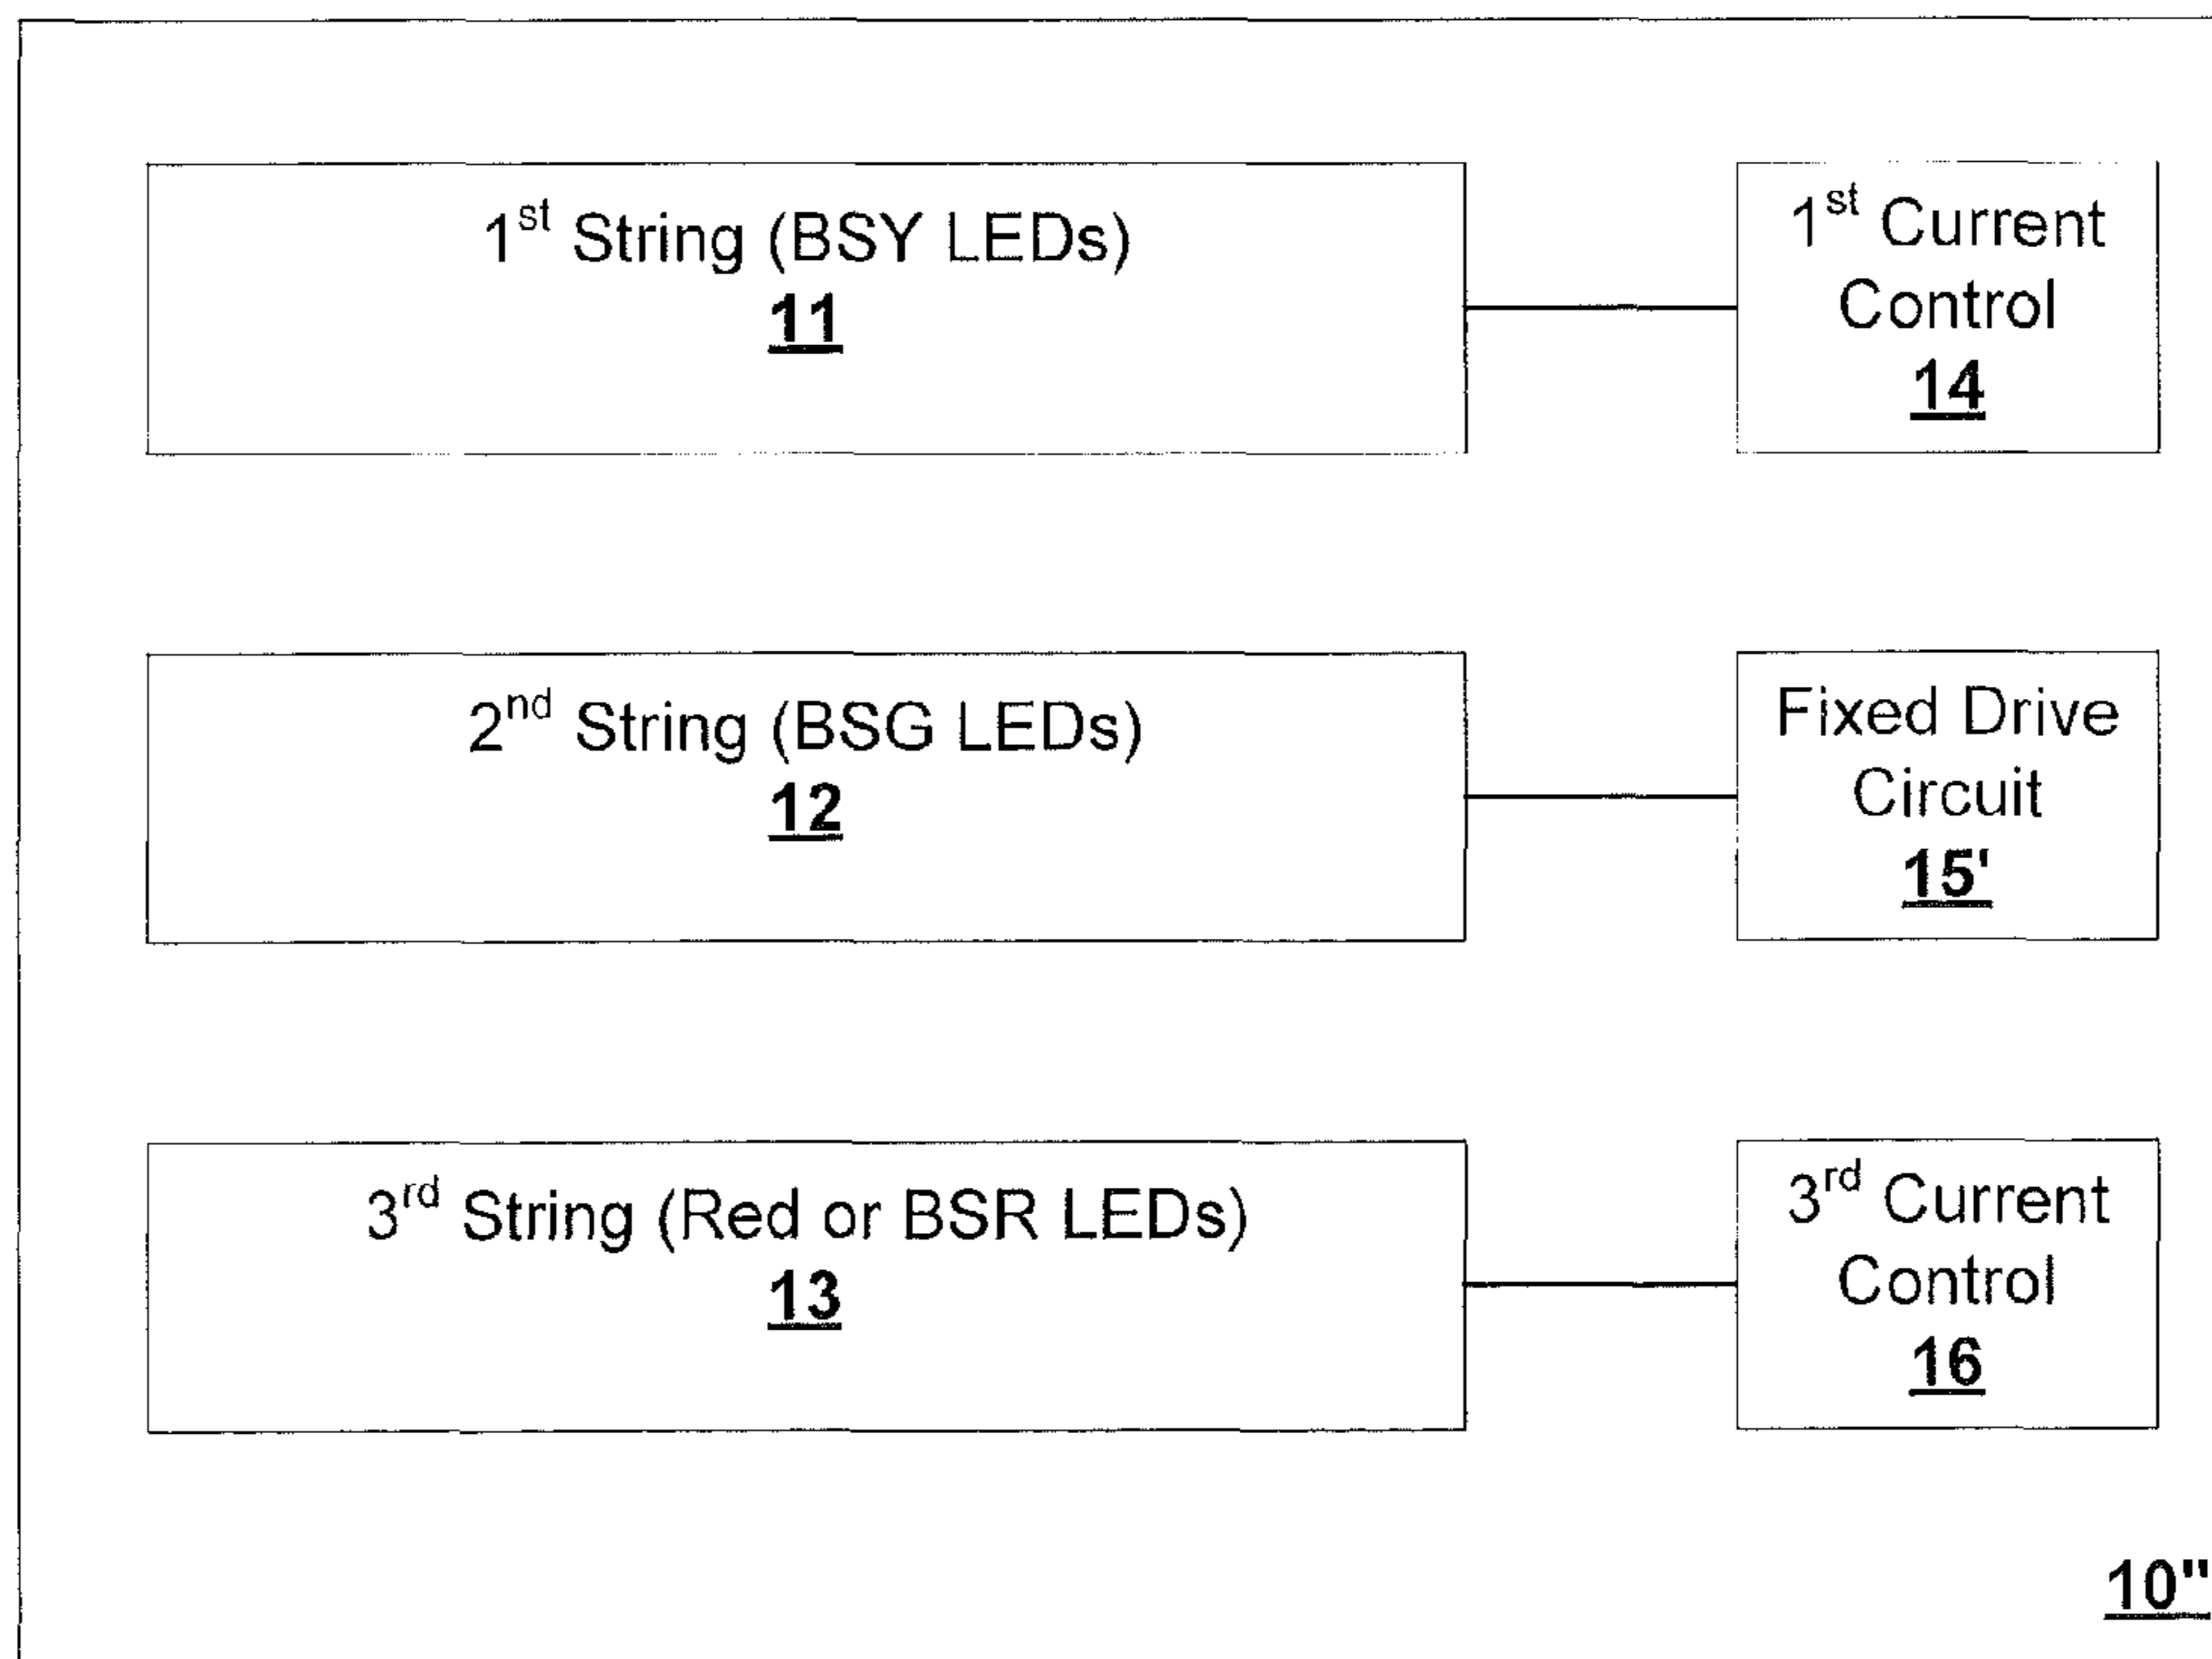 1st String (BSY LEDs)
11
1st Current
Control
14
2nd String (BSG LEDs)
12
Fixed Drive
Circuit
15'
3rd String (Red or BSR LEDs)
13
3rd Current
Control
16
10"